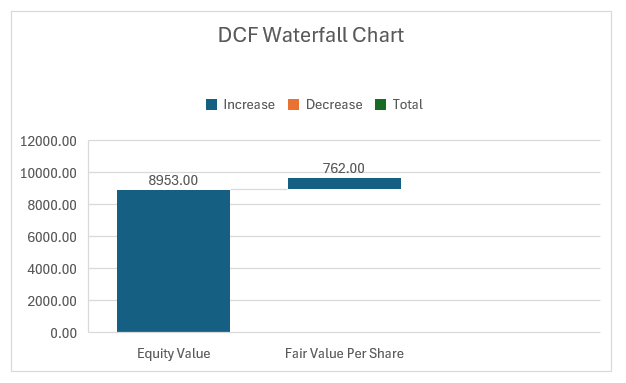 DCF Waterfall Chart
Increase Decrease Total
12000.00
10000.00
8000.00
6000.00
4000.00
2000.00
0.00
8953.00
762.00
Equity Value
Fair Value Per Share